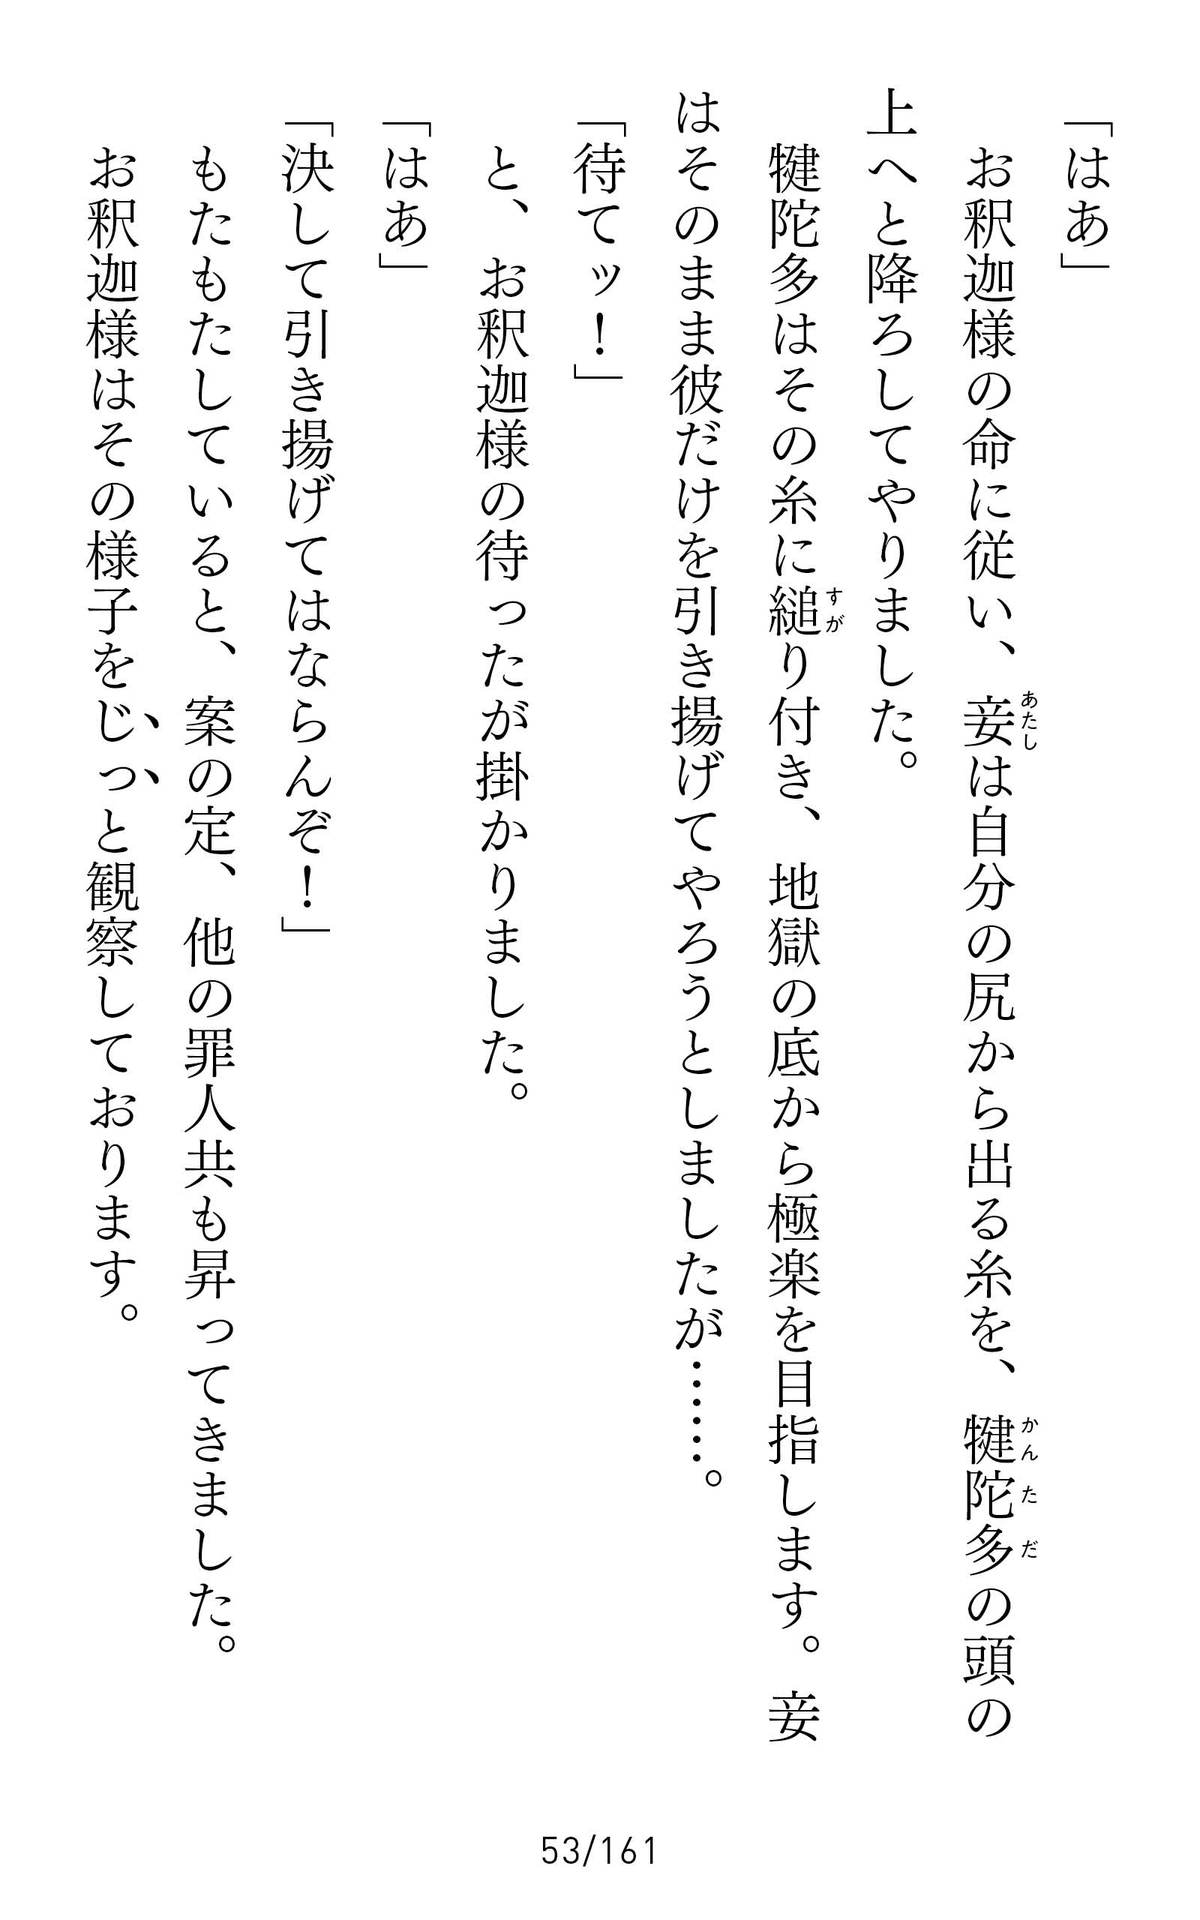 「はあ」
お釈迦様の命に従い、妾は自分の尻から出る糸を、犍陀多の頭の
あたし
かんただ
上へと降ろしてやりました。
犍陀多はその糸に縋り付き、地獄の底から極楽を目指します。妾
すが
はそのまま彼だけを引き揚げてやろうとしましたが……。
「待てッ！」
と、お釈迦様の待ったが掛かりました。
「はあ」
「決して引き揚げてはならんぞ！」
もたもたしていると、案の定、他の罪人共も昇ってきました。
お釈迦様はその様子をじっと観察しております。
53/161